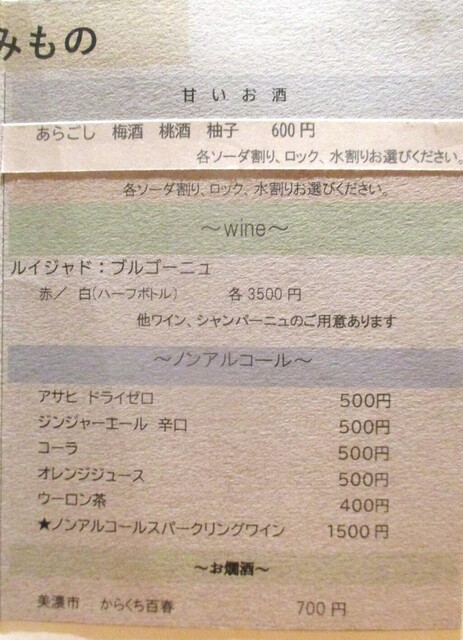 みもの
甘いお酒
あらごし 梅酒 桃酒 柚子 600円
各ソーダ割り、ロック、水割りお選びください。
各ソーダ割り、ロック、水割りお選びください。
～wine～
ルイジャド：ブルゴーニュ
赤／ 白(ハーフボトル) 各3500円
他ワイン、シャンパーニュのご用意あります
～ノンアルコール～
アサヒ ドライゼロ 500円
ジンジャーエール 辛口 500円
コーラ 500円
オレンジジュース 500円
ウーロン茶 400円
★ノンアルコールスパークリングワイン 1500円
～お燗酒～
美濃市 からくち百春 700円